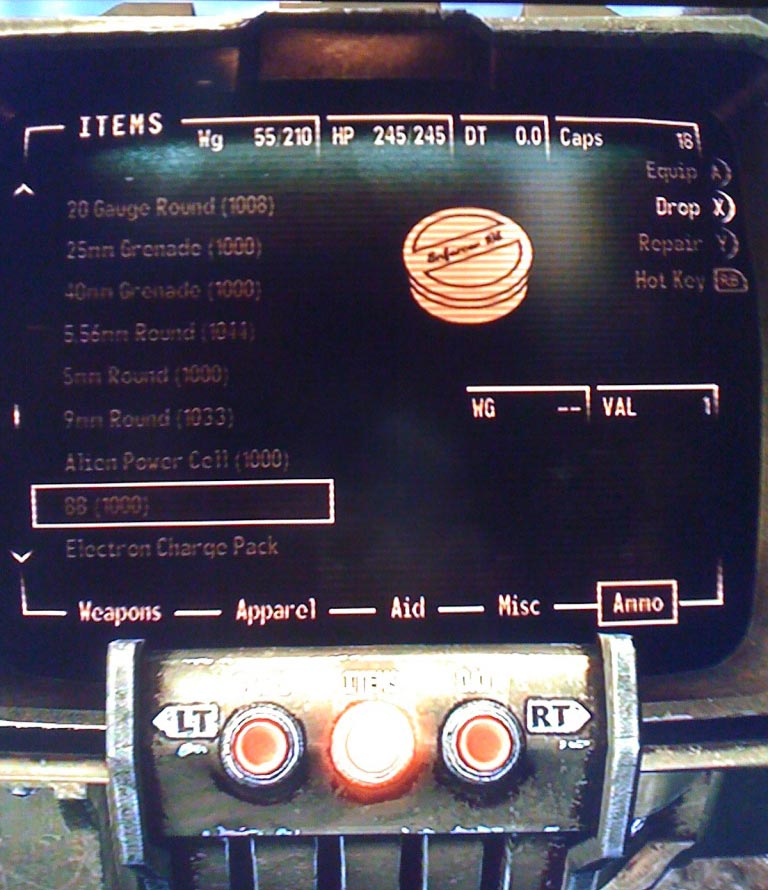 ITEMS
Wg 55/210 HP 245/245 DT 0.0 Caps 18
Equip A)
Drop X)
Repair Y)
Hot Key RB
20 Gauge Round (1008)
25mm Grenade (1000)
40mm Grenade (1000)
5.56mm Round (1044)
5mm Round (1000)
9mm Round (1033)
WG -- VAL 1
Alien Power Cell (1000)
BB (1000)
Electron Charge Pack
Weapons Apparel Aid Misc Ammo
ITEMS
LT RT